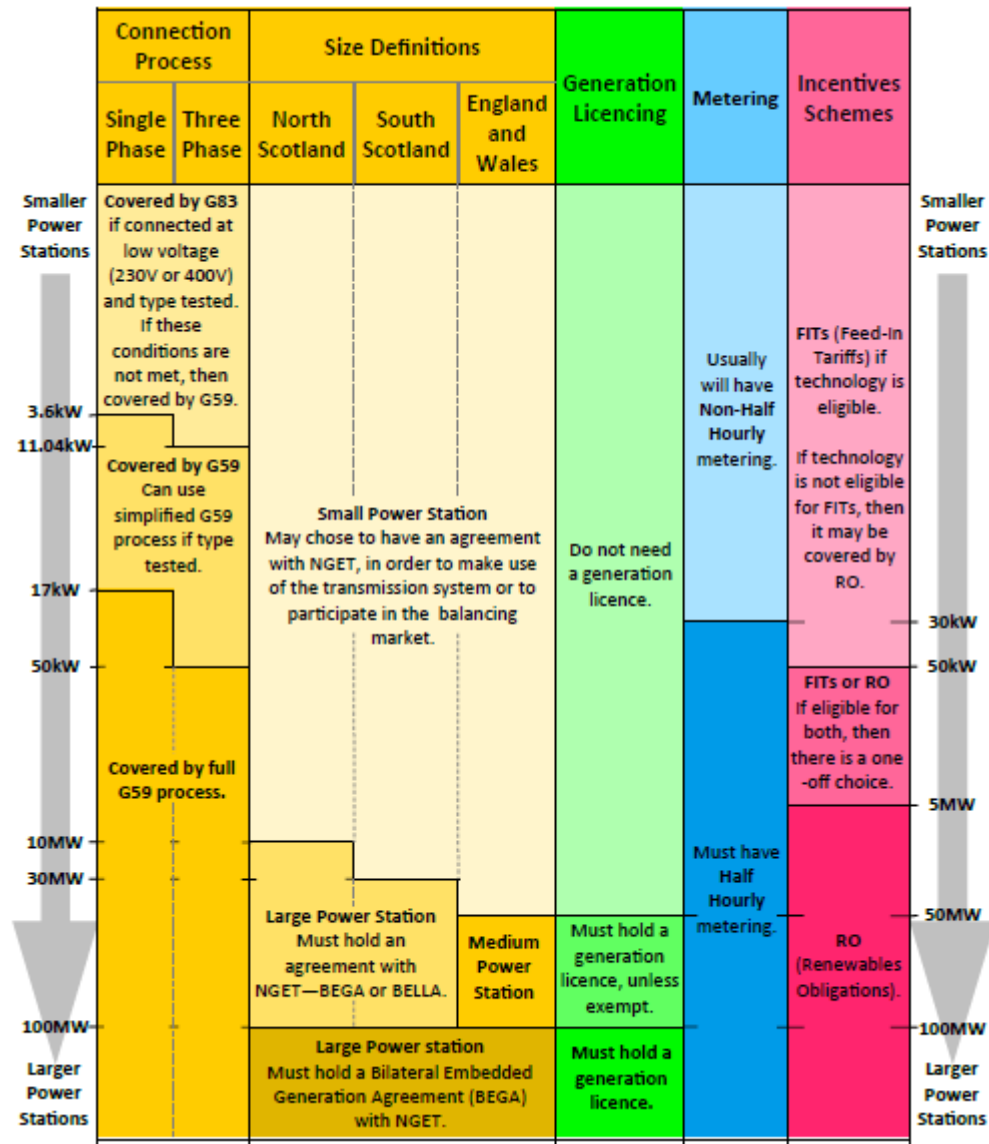 Connection
Process
Size Definitions
Generation
Licencing
Metering
Incentives
Schemes
Single
Phase
Three
Phase
North
Scotland
South
Scotland
England
and
Wales
Smaller
Power
Stations
3.6kW
11.04kW
17kW
50kW
10MW
30MW
100MW
Larger
Power
Stations
Covered by G83
if connected at
low voltage
(230V or 400V)
and type tested.
If these
conditions are
not met, then
covered by G59.
Covered by G59
Can use
simplified G59
process if type
tested.
Covered by full
G59 process.
Small Power Station
May chose to have an agreement
with NGET, in order to make use
of the transmission system or to
participate in the balancing
market.
Large Power Station
Must hold an
agreement with
NGET—BEGA or BELLA.
Medium
Power
Station
Large Power station
Must hold a Bilateral Embedded
Generation Agreement (BEGA)
with NGET.
Do not need
a generation
licence.
Must hold a
generation
licence, unless
exempt.
Must hold a
generation
licence.
Usually
will have
Non-Half
Hourly
metering.
Must have
Half
Hourly
metering.
FITs (Feed-In
Tariffs) if
technology is
eligible.
If technology
is not eligible
for FITs, then
it may be
covered by
RO.
FITs or RO
If eligible for
both, then
there is a one
-off choice.
RO
(Renewables
Obligations).
Smaller
Power
Stations
30kW
50kW
5MW
50MW
100MW
Larger
Power
Stations